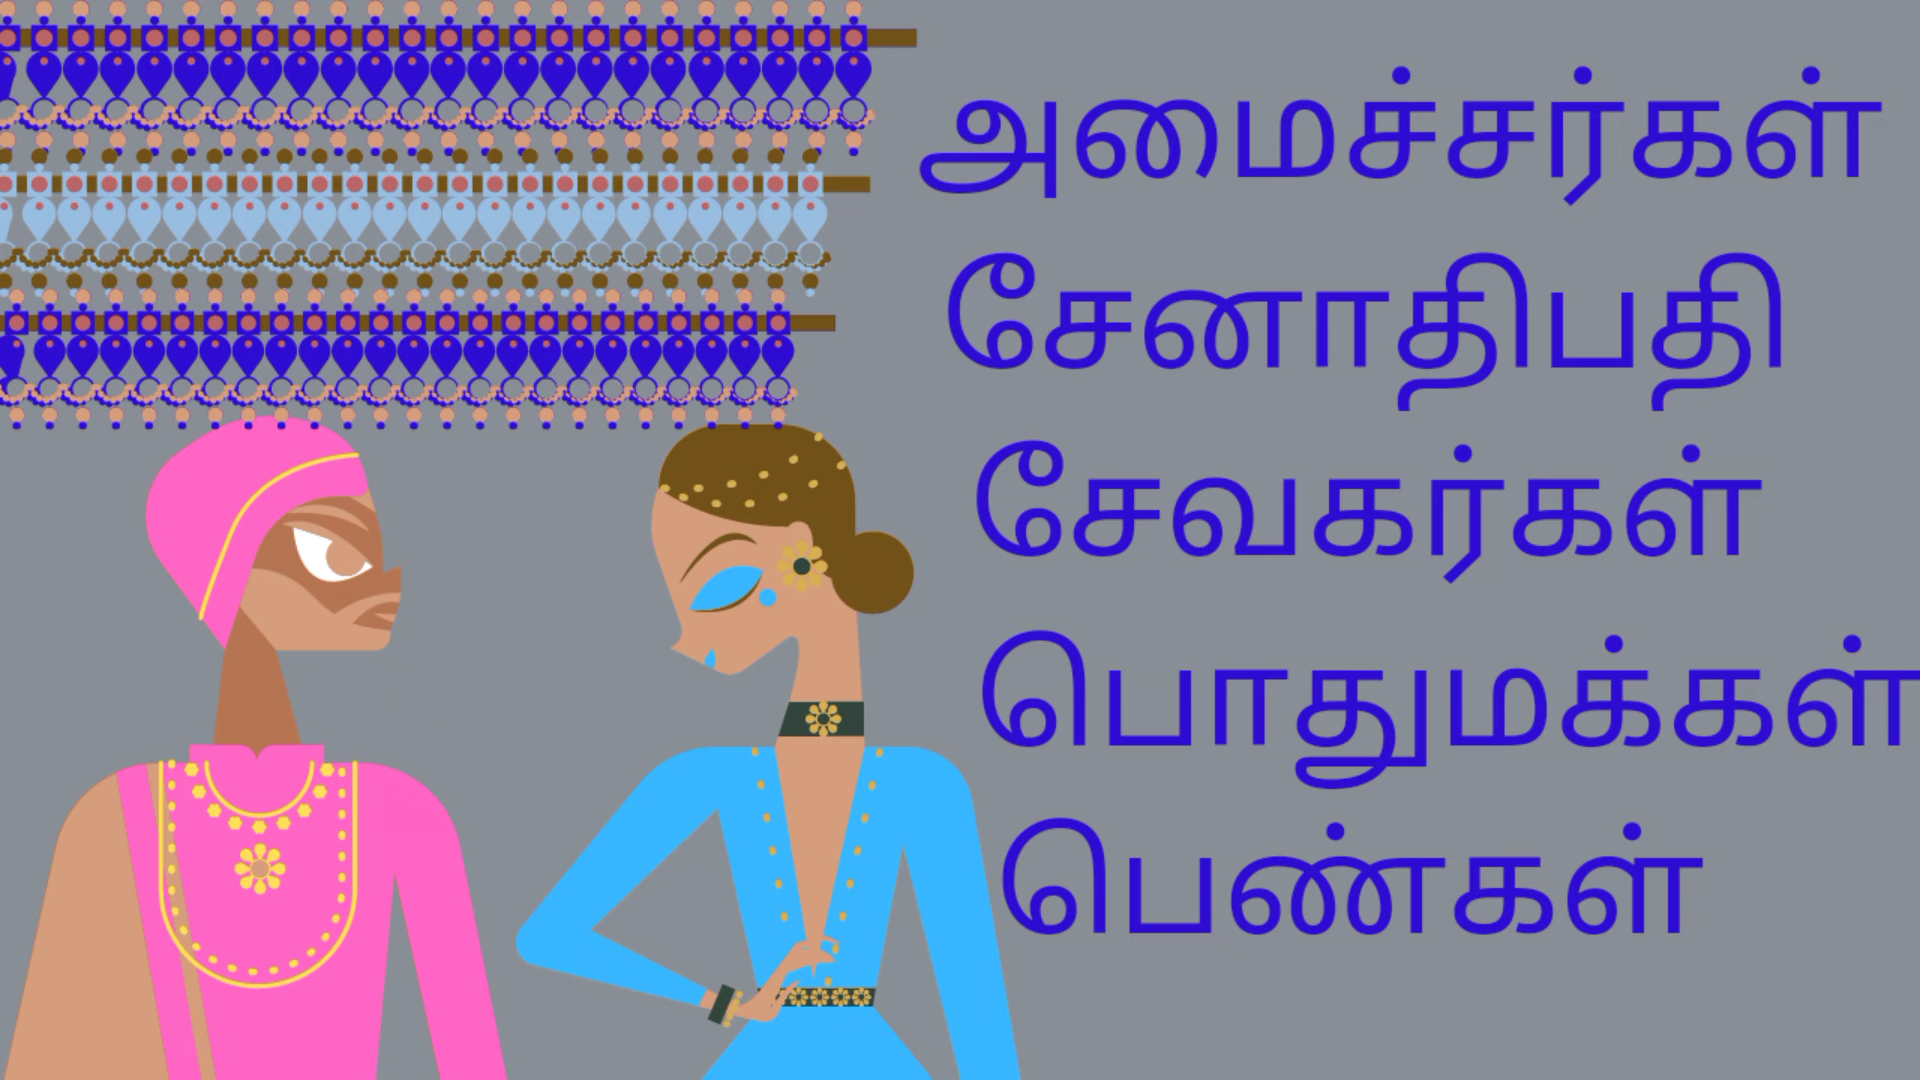 அமைச்சர்கள்
சேனாதிபதி
சேவகர்கள்
பொதுமக்கள்
பெண்கள்